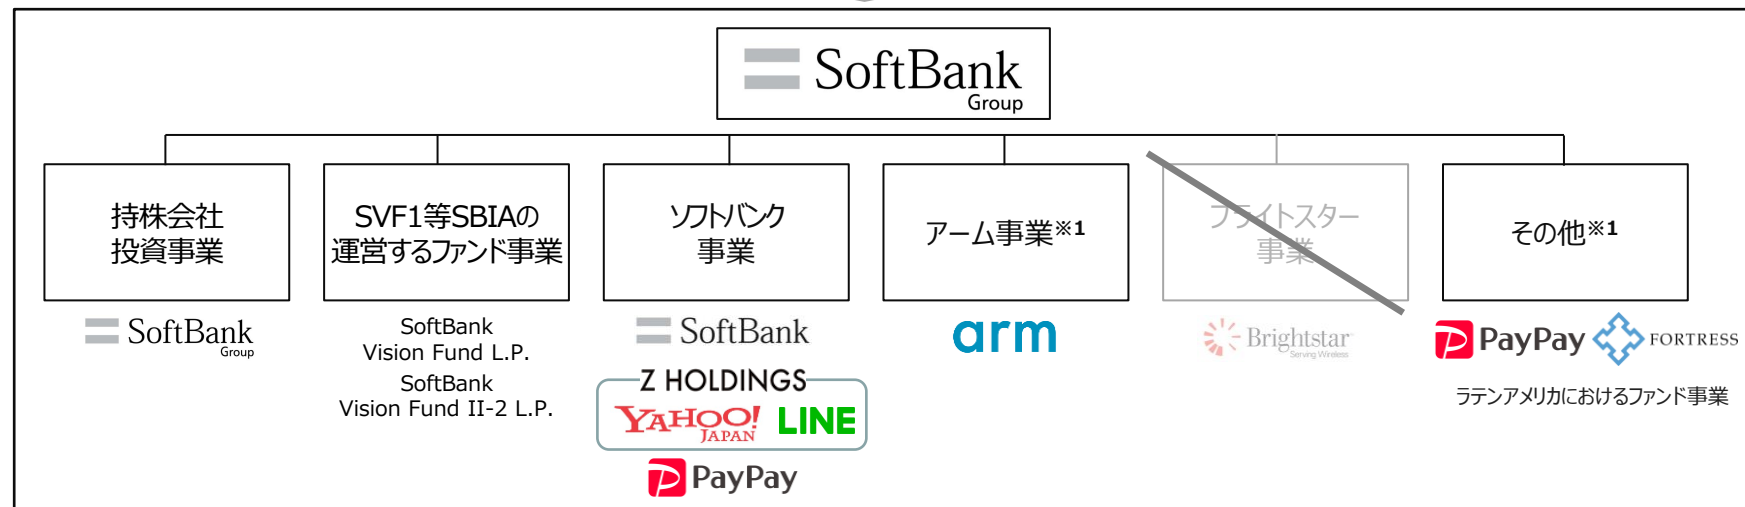 SoftBank
Group
持株会社
投資事業
SVF1等SBIAの
運営するファンド事業
ソフトバンク
事業
アーム事業※1
ブライトスター
事業
その他※1
SoftBank
Group
SoftBank
Vision Fund L.P.
SoftBank
Vision Fund II-2 L.P.
SoftBank
Z HOLDINGS
YAHOO!
JAPAN
LINE
PayPay
arm
Brightstar
Serving Wireless
PayPay
FORTRESS
ラテンアメリカにおけるファンド事業